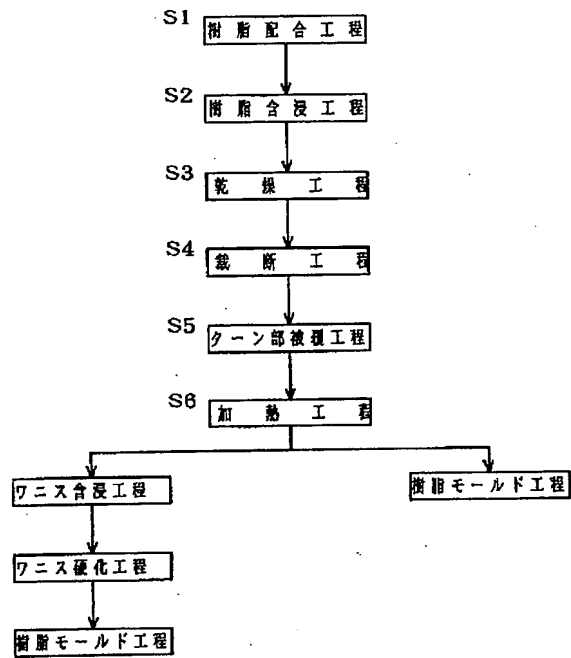 S1
樹脂配合工程
S2
樹脂含浸工程
S3
乾燥工程
S4
裁断工程
S5
ターン部被覆工程
S6
加熱工程
ワニス含浸工程
樹脂モールド工程
ワニス硬化工程
樹脂モールド工程